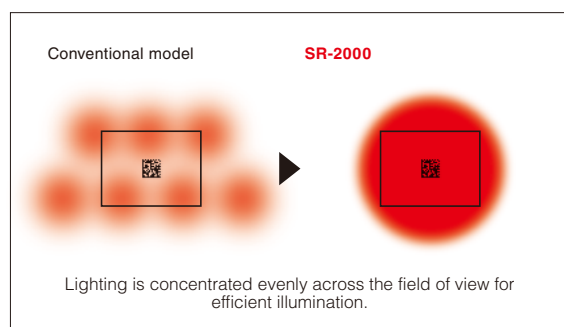 Conventional model
SR-2000
Lighting is concentrated evenly across the field of view for
efficient illumination.